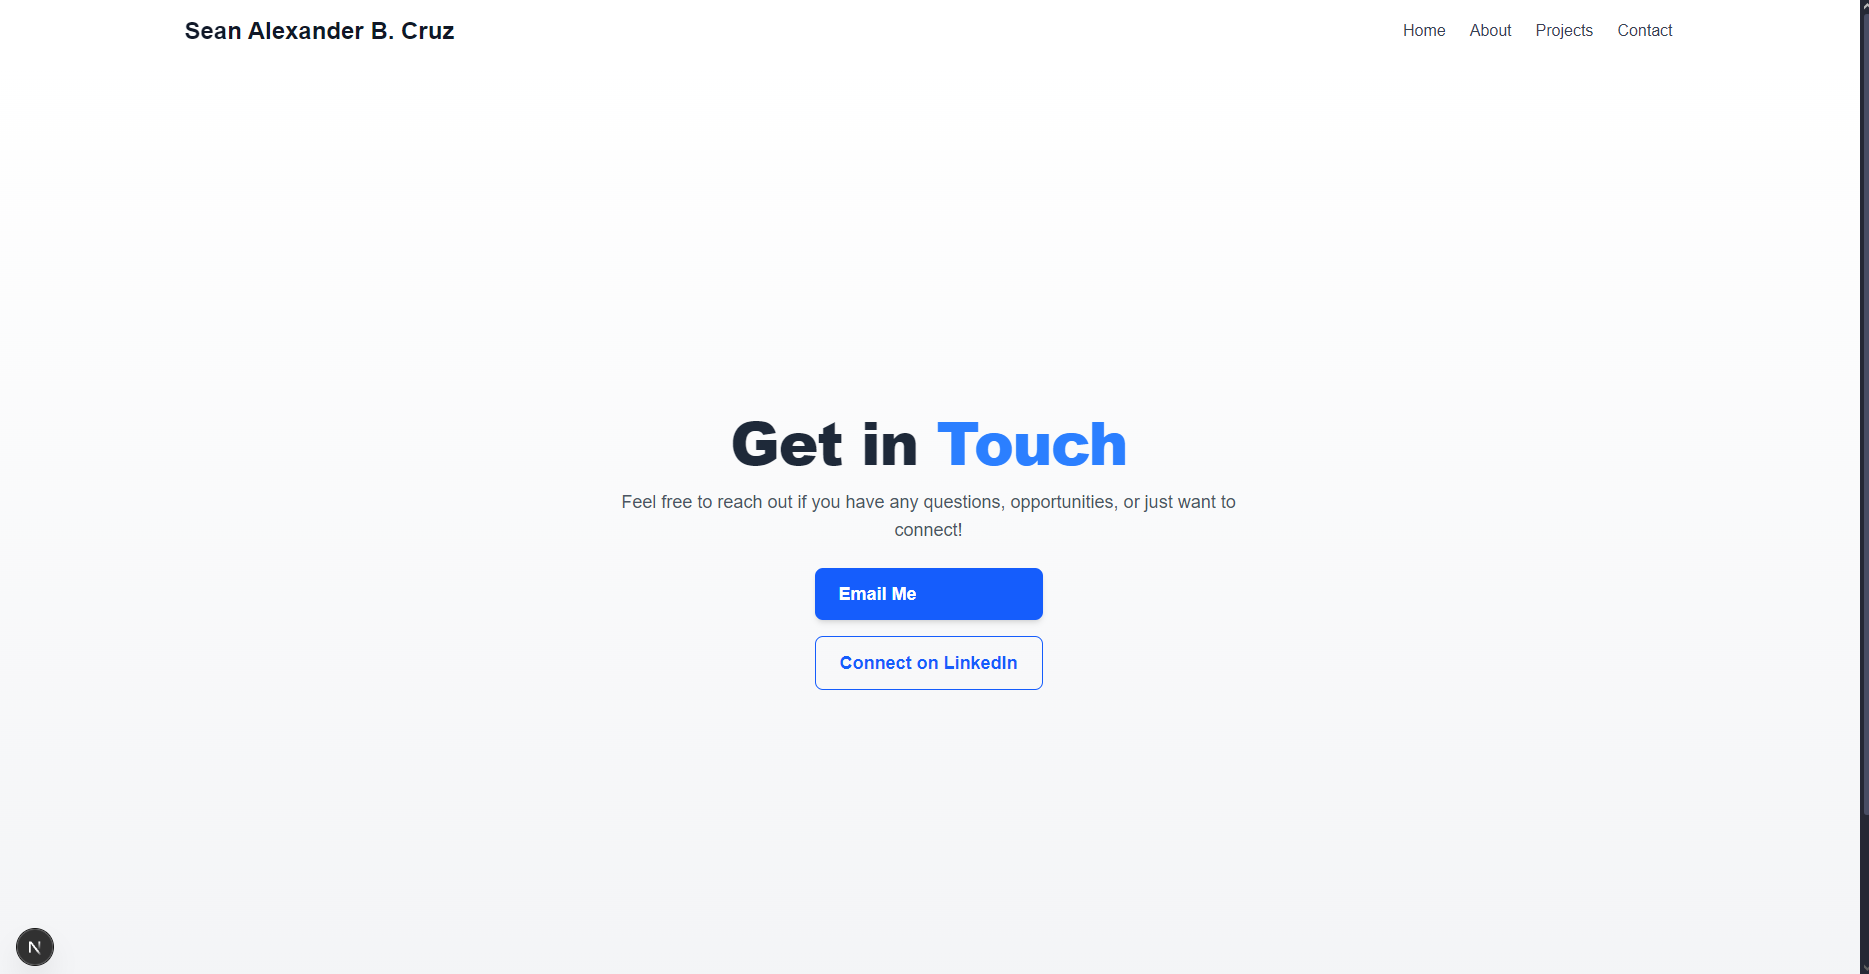 Sean Alexander B. Cruz
Home About Projects Contact
Get in Touch
Feel free to reach out if you have any questions, opportunities, or just want to
connect!
Email Me
Connect on LinkedIn
N